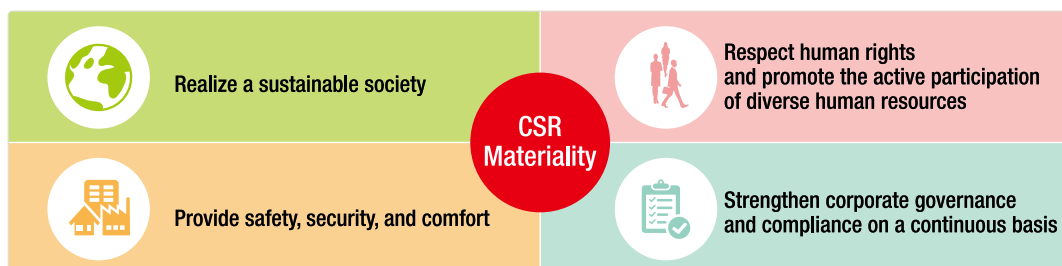 Realize a sustainable society
Respect human rights
and promote the active participation
of diverse human resources
CSR
Materiality
Provide safety, security, and comfort
Strengthen corporate governance
and compliance on a continuous basis